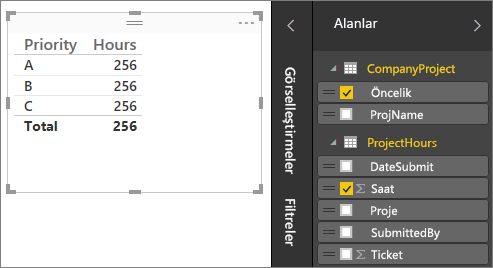 Priority Hours
A 256
B 256
C 256
Total 256
Görselleştirmeler
Filtreler
Alanlar
CompanyProject
Öncelik
ProjName
ProjectHours
DateSubmit
Σ Saat
Proje
SubmittedBy
Σ Ticket